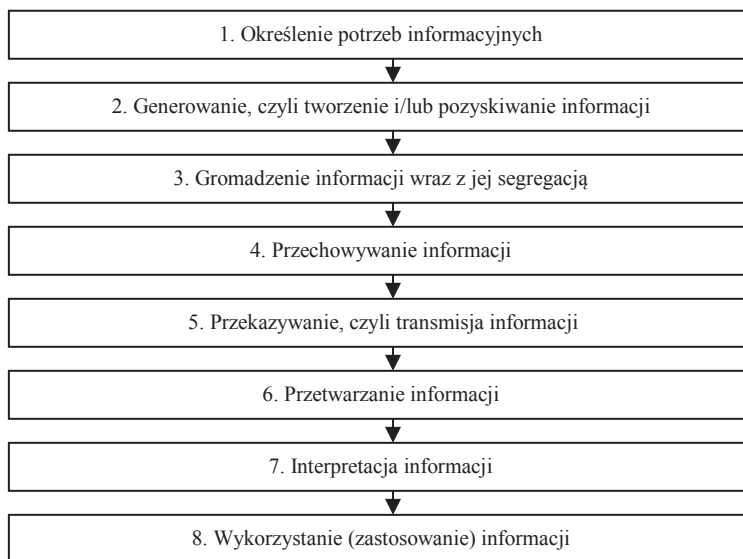 1. Określenie potrzeb informacyjnych
2. Generowanie, czyli tworzenie i/lub pozyskiwanie informacji
3. Gromadzenie informacji wraz z jej segregacją
4. Przechowywanie informacji
5. Przekazywanie, czyli transmisja informacji
6. Przetwarzanie informacji
7. Interpretacja informacji
8. Wykorzystanie (zastosowanie) informacji